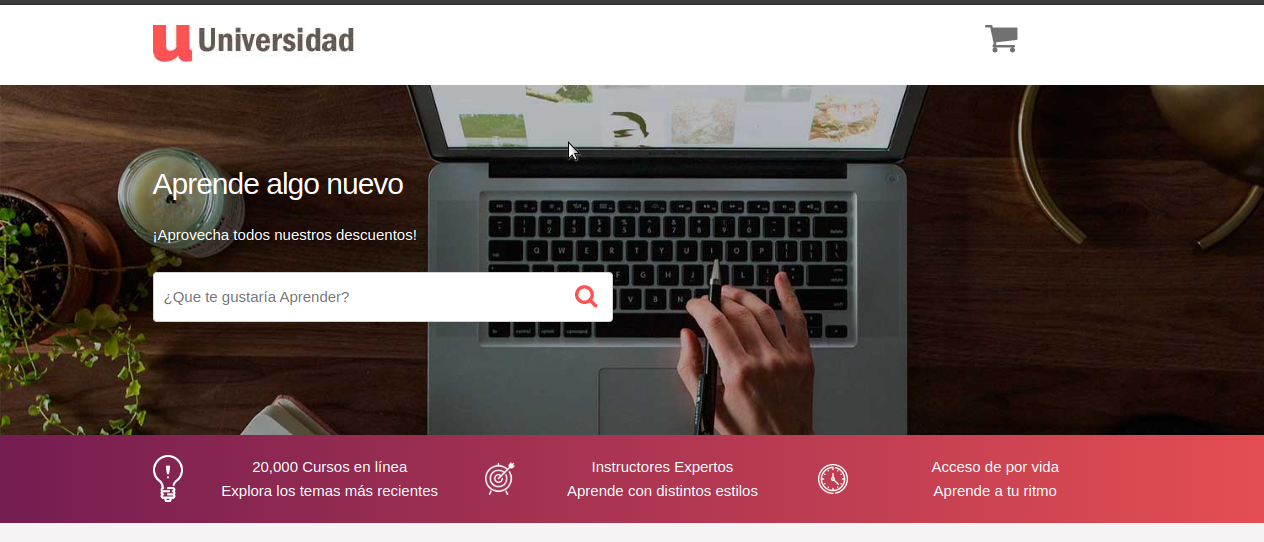 u Universidad
Aprende algo nuevo
¡Aprovecha todos nuestros descuentos!
¿Que te gustaría Aprender?
20,000 Cursos en línea
Explora los temas más recientes
Instructores Expertos
Aprende con distintos estilos
Acceso de por vida
Aprende a tu ritmo